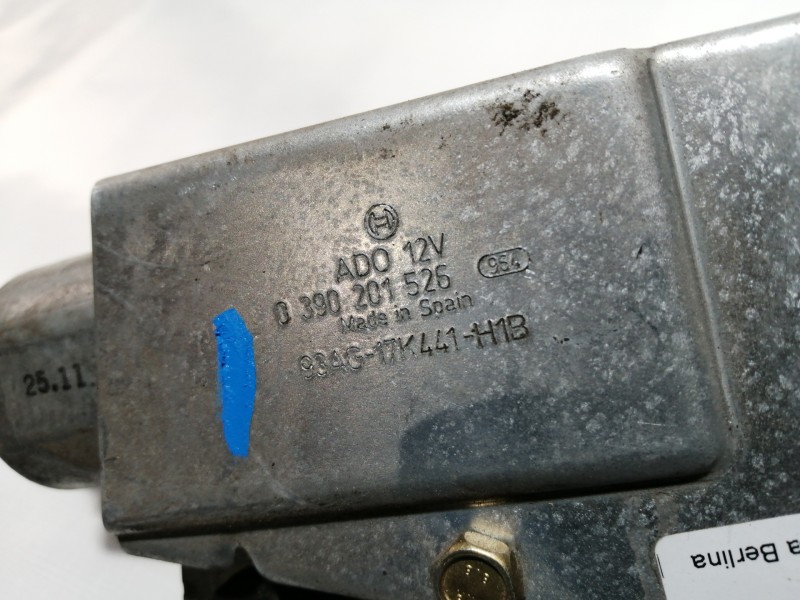 ADO 12V
0 390 201 526
954
Made in Spain
93AG-17K441-H1B
25.11.
a Berlina